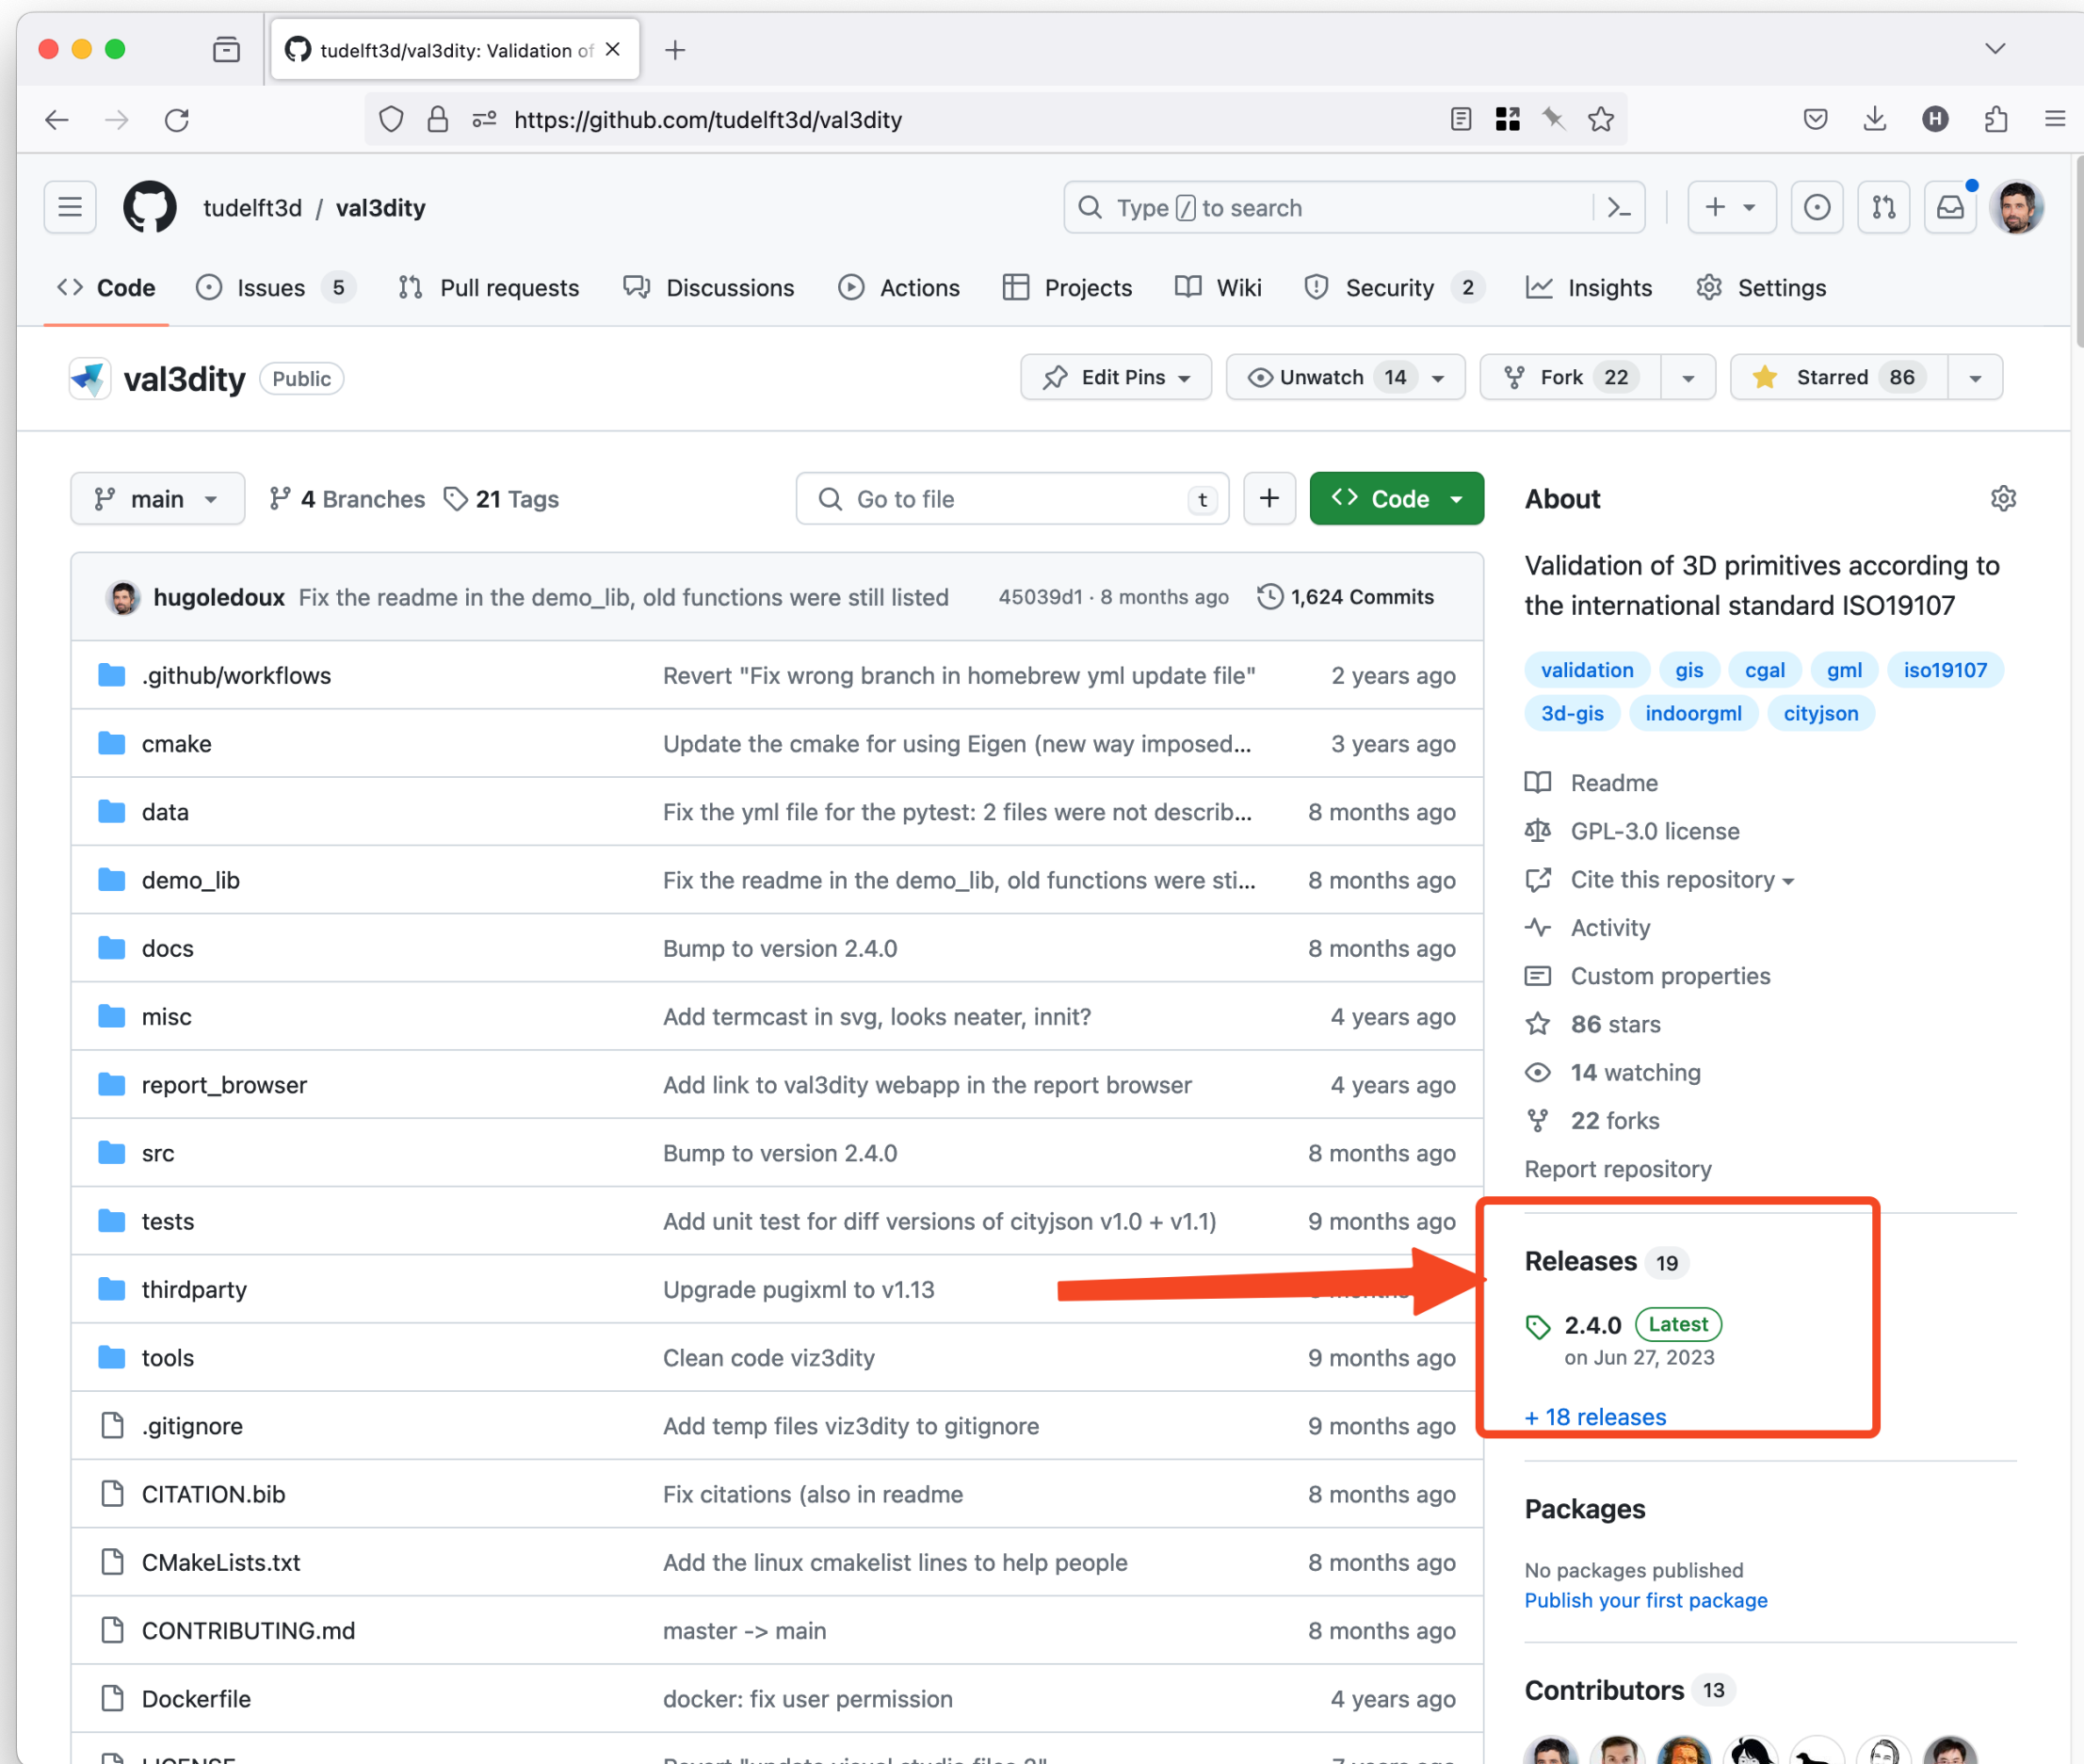 tudelft3d/val3dity: Validation of
https://github.com/tudelft3d/val3dity
H
tudelft3d / val3dity
Type / to search
Code
Issues 5
Pull requests
Discussions
Actions
Projects
Wiki
Security 2
Insights
Settings
val3dity Public
Edit Pins
Unwatch 14
Fork 22
Starred 86
main
4 Branches
21 Tags
Go to file t
Code
hugoledoux Fix the readme in the demo_lib, old functions were still listed 45039d1 · 8 months ago 1,624 Commits
.github/workflows Revert "Fix wrong branch in homebrew yml update file" 2 years ago
cmake Update the cmake for using Eigen (new way imposed... 3 years ago
data Fix the yml file for the pytest: 2 files were not describ... 8 months ago
demo_lib Fix the readme in the demo_lib, old functions were sti... 8 months ago
docs Bump to version 2.4.0 8 months ago
misc Add termcast in svg, looks neater, innit? 4 years ago
report_browser Add link to val3dity webapp in the report browser 4 years ago
src Bump to version 2.4.0 8 months ago
tests Add unit test for diff versions of cityjson v1.0 + v1.1) 9 months ago
thirdparty Upgrade pugixml to v1.13
tools Clean code viz3dity 9 months ago
.gitignore Add temp files viz3dity to gitignore 9 months ago
CITATION.bib Fix citations (also in readme 8 months ago
CMakeLists.txt Add the linux cmakelist lines to help people 8 months ago
CONTRIBUTING.md master -> main 8 months ago
Dockerfile docker: fix user permission 4 years ago
About
Validation of 3D primitives according to
the international standard ISO19107
validation gis cgal gml iso19107
3d-gis indoorgml cityjson
Readme
GPL-3.0 license
Cite this repository
Activity
Custom properties
86 stars
14 watching
22 forks
Report repository
Releases 19
2.4.0 Latest
on Jun 27, 2023
+ 18 releases
Packages
No packages published
Publish your first package
Contributors 13